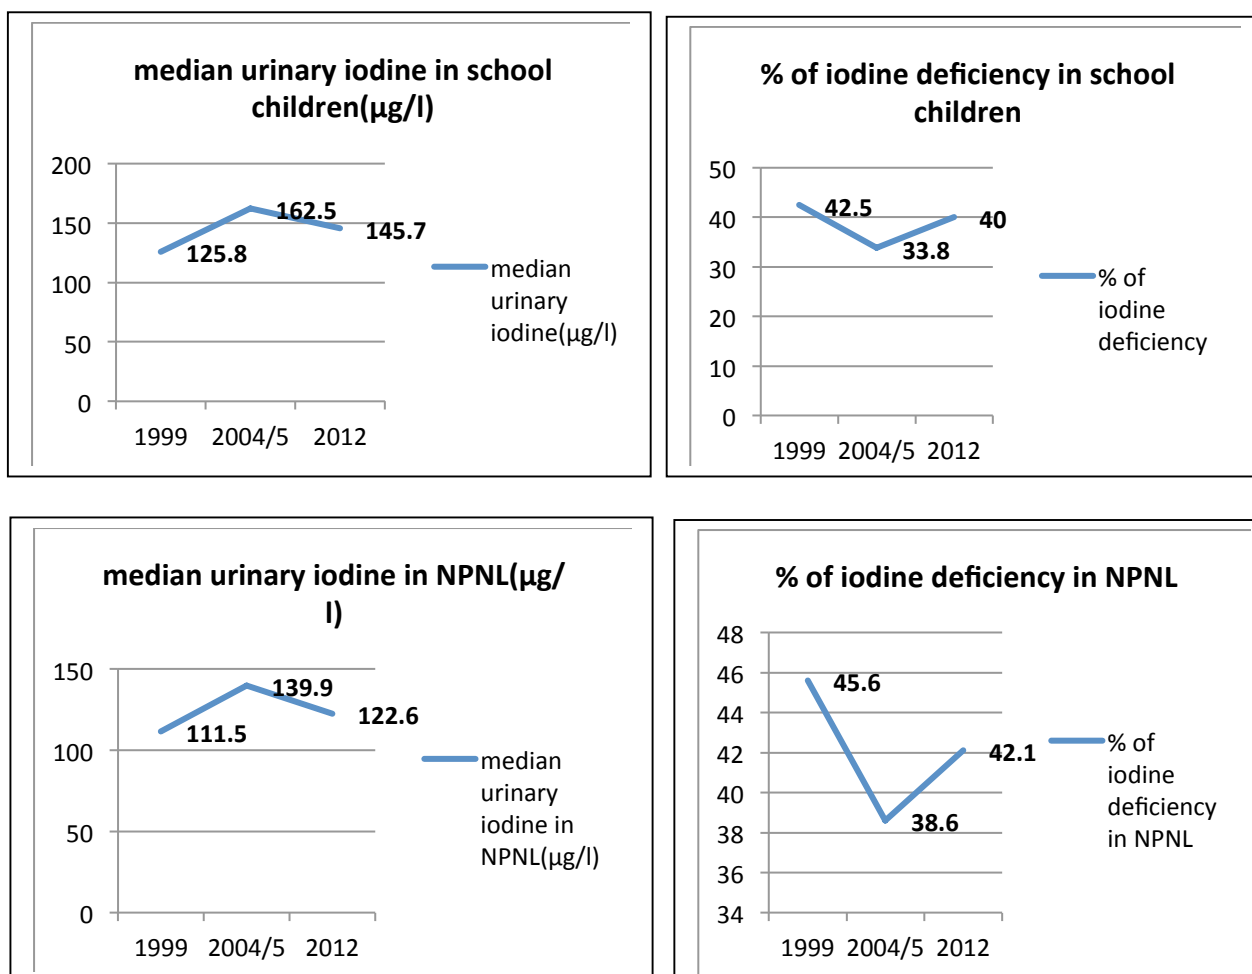 median urinary iodine in school
children(µg/l)
200
150
100
50
0
125.8
162.5
145.7
1999 2004/5 2012
median
urinary
iodine(µg/l)
% of iodine deficiency in school
children
50
40
30
20
10
0
42.5
33.8
40
1999 2004/5 2012
% of
iodine
deficiency
median urinary iodine in NPNL(µg/
l)
150
100
50
0
111.5
139.9
122.6
1999 2004/5 2012
median
urinary
iodine in
NPNL(µg/l)
% of iodine deficiency in NPNL
48
46
44
42
40
38
36
34
45.6
38.6
42.1
1999 2004/5 2012
% of
iodine
deficiency
in NPNL